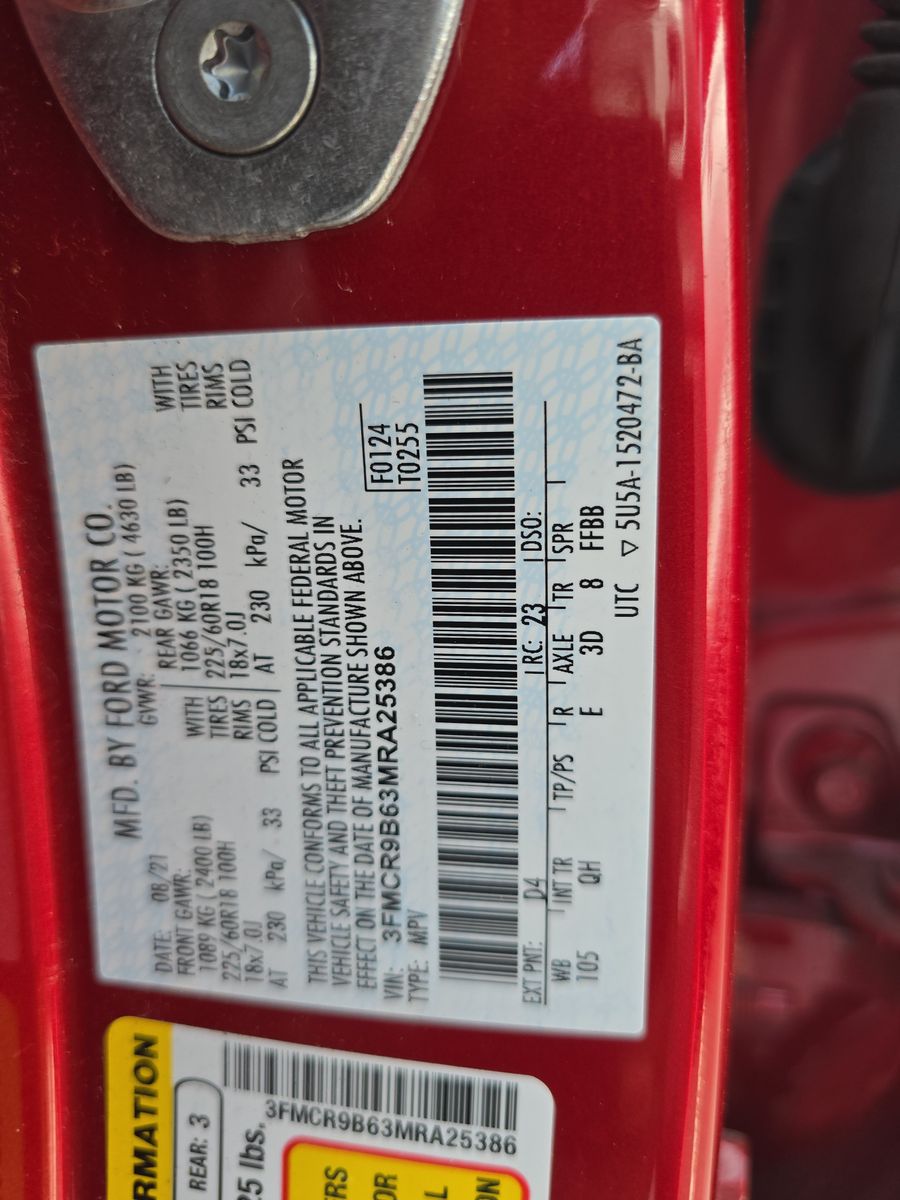 MFD. BY FORD MOTOR CO.
DATE: 08/21 GVWR: 2100 KG ( 4630 LB)
FRONT GAWR: REAR GAWR:
1089 KG ( 2400 LB) WITH 1066 KG ( 2350 LB) WITH
225/60R18 100H TIRES 225/60R18 100H TIRES
18x7.0J RIMS 18x7.0J RIMS
AT 230 kPa/ 33 PSI COLD AT 230 kPa/ 33 PSI COLD
THIS VEHICLE CONFORMS TO ALL APPLICABLE FEDERAL MOTOR
VEHICLE SAFETY AND THEFT PREVENTION STANDARDS IN
EFFECT ON THE DATE OF MANUFACTURE SHOWN ABOVE.
VIN: 3FMCR9B63MRA25386 F0124
TYPE: MPV T0255
EXT PNT: D4 RC: 23 DSO:
WB INT TR TP/PS R AXLE TR SPR
105 QH E 3D 8 FFBB
UTC ▽ 5U5A-1520472-BA
RMATION
REAR: 3
25 lbs.
3FMCR9B63MRA25386
ERS
OR
L
ON